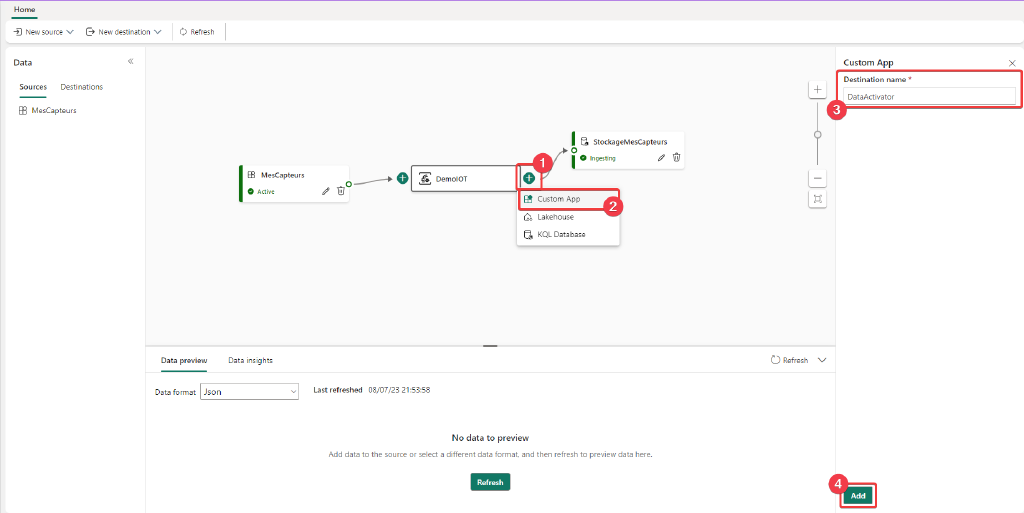 Home
New source
New destination
Refresh
Data
Sources
Destinations
MesCapteurs
MesCapteurs
Active
DemoIOT
1
StockageMesCapteurs
Ingesting
Custom App
2
Lakehouse
KQL Database
Custom App
Destination name *
DataActivator
3
Data preview
Data insights
Refresh
Data format
Json
Last refreshed 08/07/23 21:53:58
No data to preview
Add data to the source or select a different data format, and then refresh to preview data here.
Refresh
4
Add